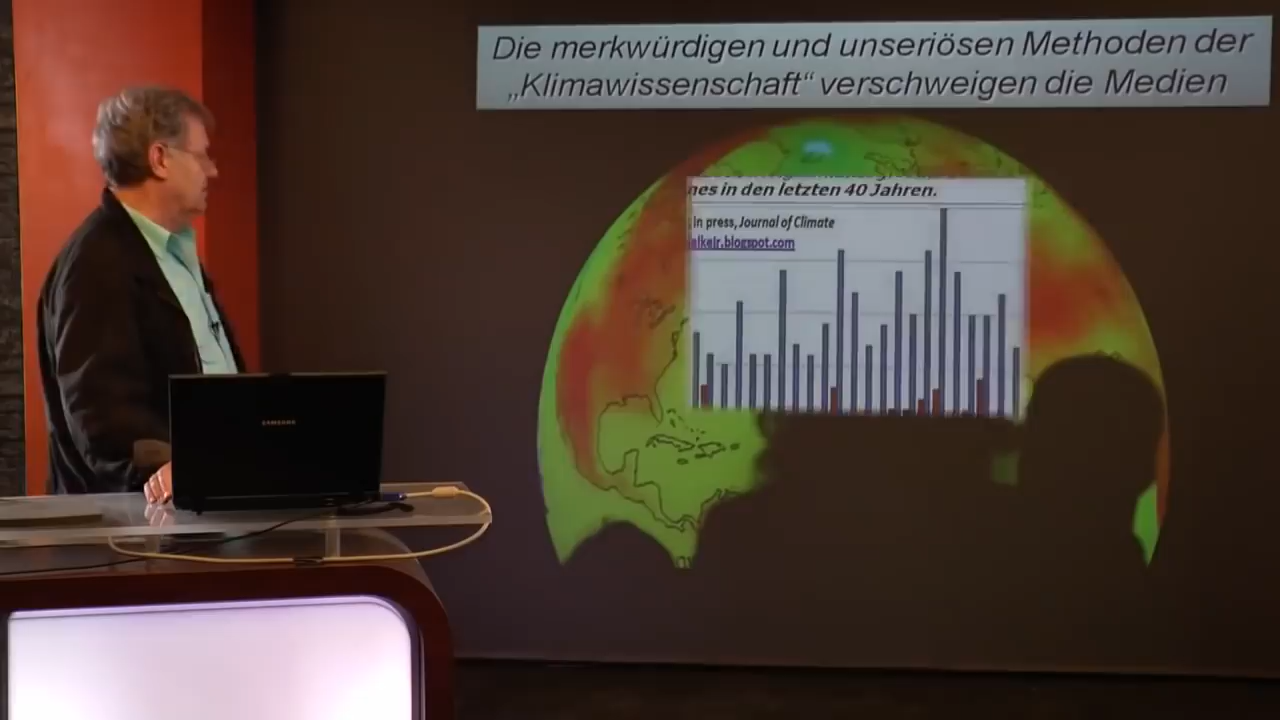 Die merkwürdigen und unseriösen Methoden der
„Klimawissenschaft“ verschweigen die Medien
nes in den letzten 40 Jahren.
In press, Journal of Climate
ielkejr.blogspot.com
SAMSUNG